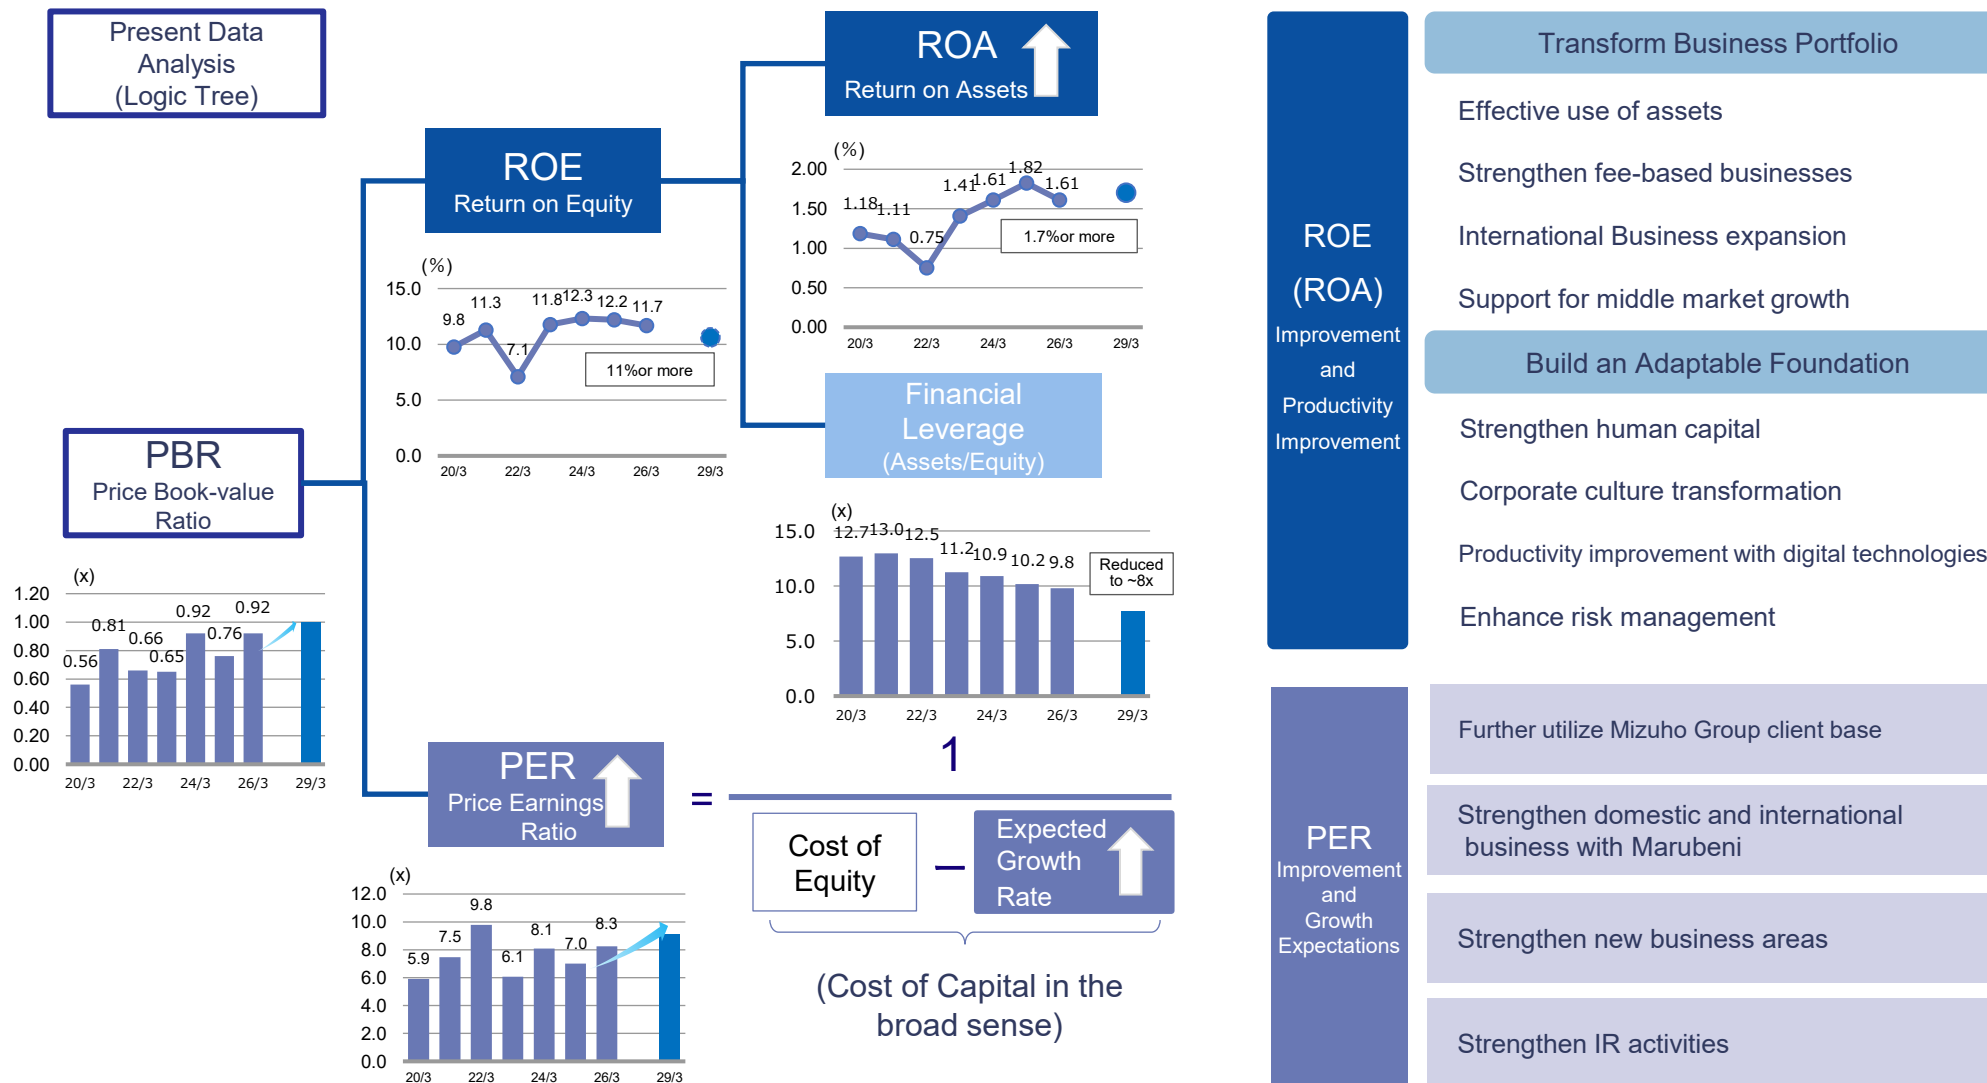 Present Data
Analysis
(Logic Tree)
PBR
Price Book-value
Ratio
(x)
1.20
1.00
0.80
0.60
0.40
0.20
0.00
0.56
0.81
0.66
0.65
0.92
0.76
0.92
20/3
22/3
24/3
26/3
29/3
ROE
Return on Equity
(%)
15.0
10.0
5.0
0.0
9.8
11.3
7.1
11.8
12.3
12.2
11.7
11%or more
20/3
22/3
24/3
26/3
29/3
ROA
Return on Assets
(%)
2.00
1.50
1.00
0.50
0.00
1.18
1.11
0.75
1.41
1.61
1.82
1.61
1.7%or more
20/3
22/3
24/3
26/3
29/3
Financial
Leverage
(Assets/Equity)
(x)
15.0
10.0
5.0
0.0
12.7
13.0
12.5
11.2
10.9
10.2
9.8
Reduced
to ~8x
20/3
22/3
24/3
26/3
29/3
PER
Price Earnings
Ratio
(x)
12.0
10.0
8.0
6.0
4.0
2.0
0.0
5.9
7.5
9.8
6.1
8.1
7.0
8.3
20/3
22/3
24/3
26/3
29/3
=
1
Cost of
Equity
—
Expected
Growth
Rate
(Cost of Capital in the
broad sense)
ROE
(ROA)
Improvement
and
Productivity
Improvement
Transform Business Portfolio
Effective use of assets
Strengthen fee-based businesses
International Business expansion
Support for middle market growth
Build an Adaptable Foundation
Strengthen human capital
Corporate culture transformation
Productivity improvement with digital technologies
Enhance risk management
PER
Improvement
and
Growth
Expectations
Further utilize Mizuho Group client base
Strengthen domestic and international
business with Marubeni
Strengthen new business areas
Strengthen IR activities